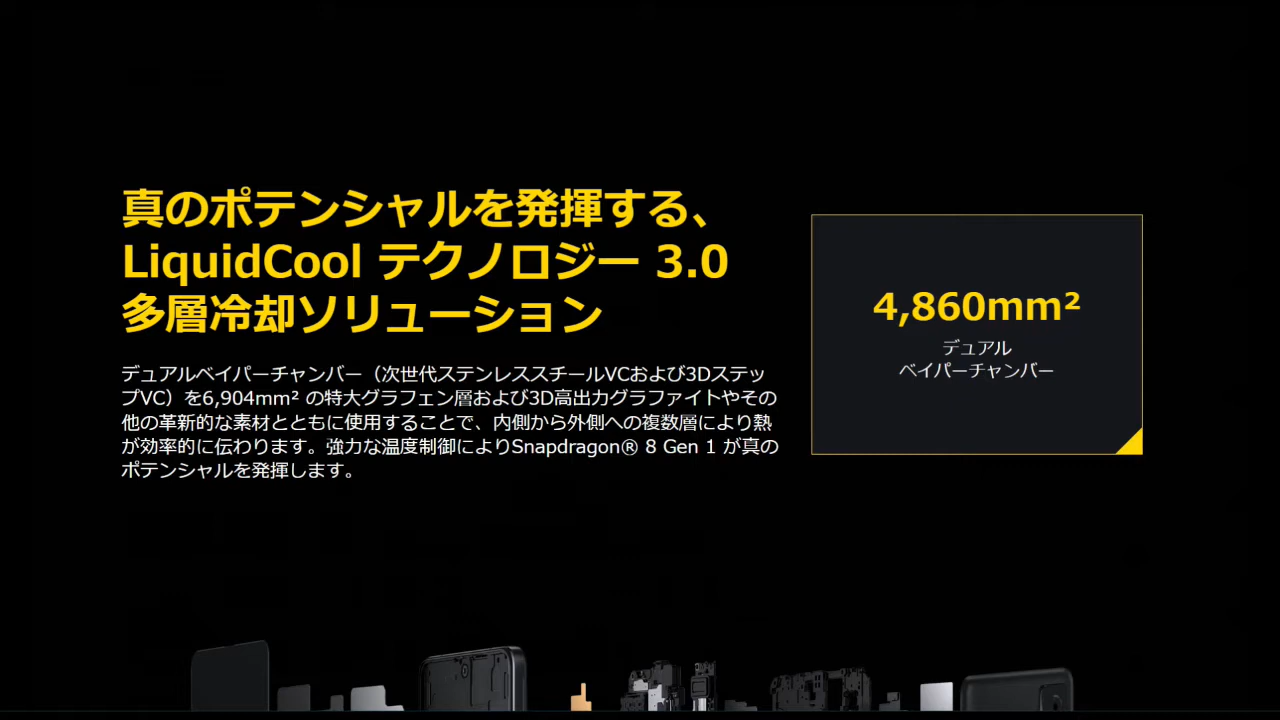 真のポテンシャルを発揮する、
LiquidCool テクノロジー 3.0
多層冷却ソリューション
デュアルベイパーチャンバー（次世代ステンレススチールVCおよび3Dステッ
プVC）を6,904mm² の特大グラフェン層および3D高出力グラファイトやその
他の革新的な素材とともに使用することで、内側から外側への複数層により熱
が効率的に伝わります。強力な温度制御によりSnapdragon® 8 Gen 1 が真の
ポテンシャルを発揮します。
4,860mm²
デュアル
ベイパーチャンバー